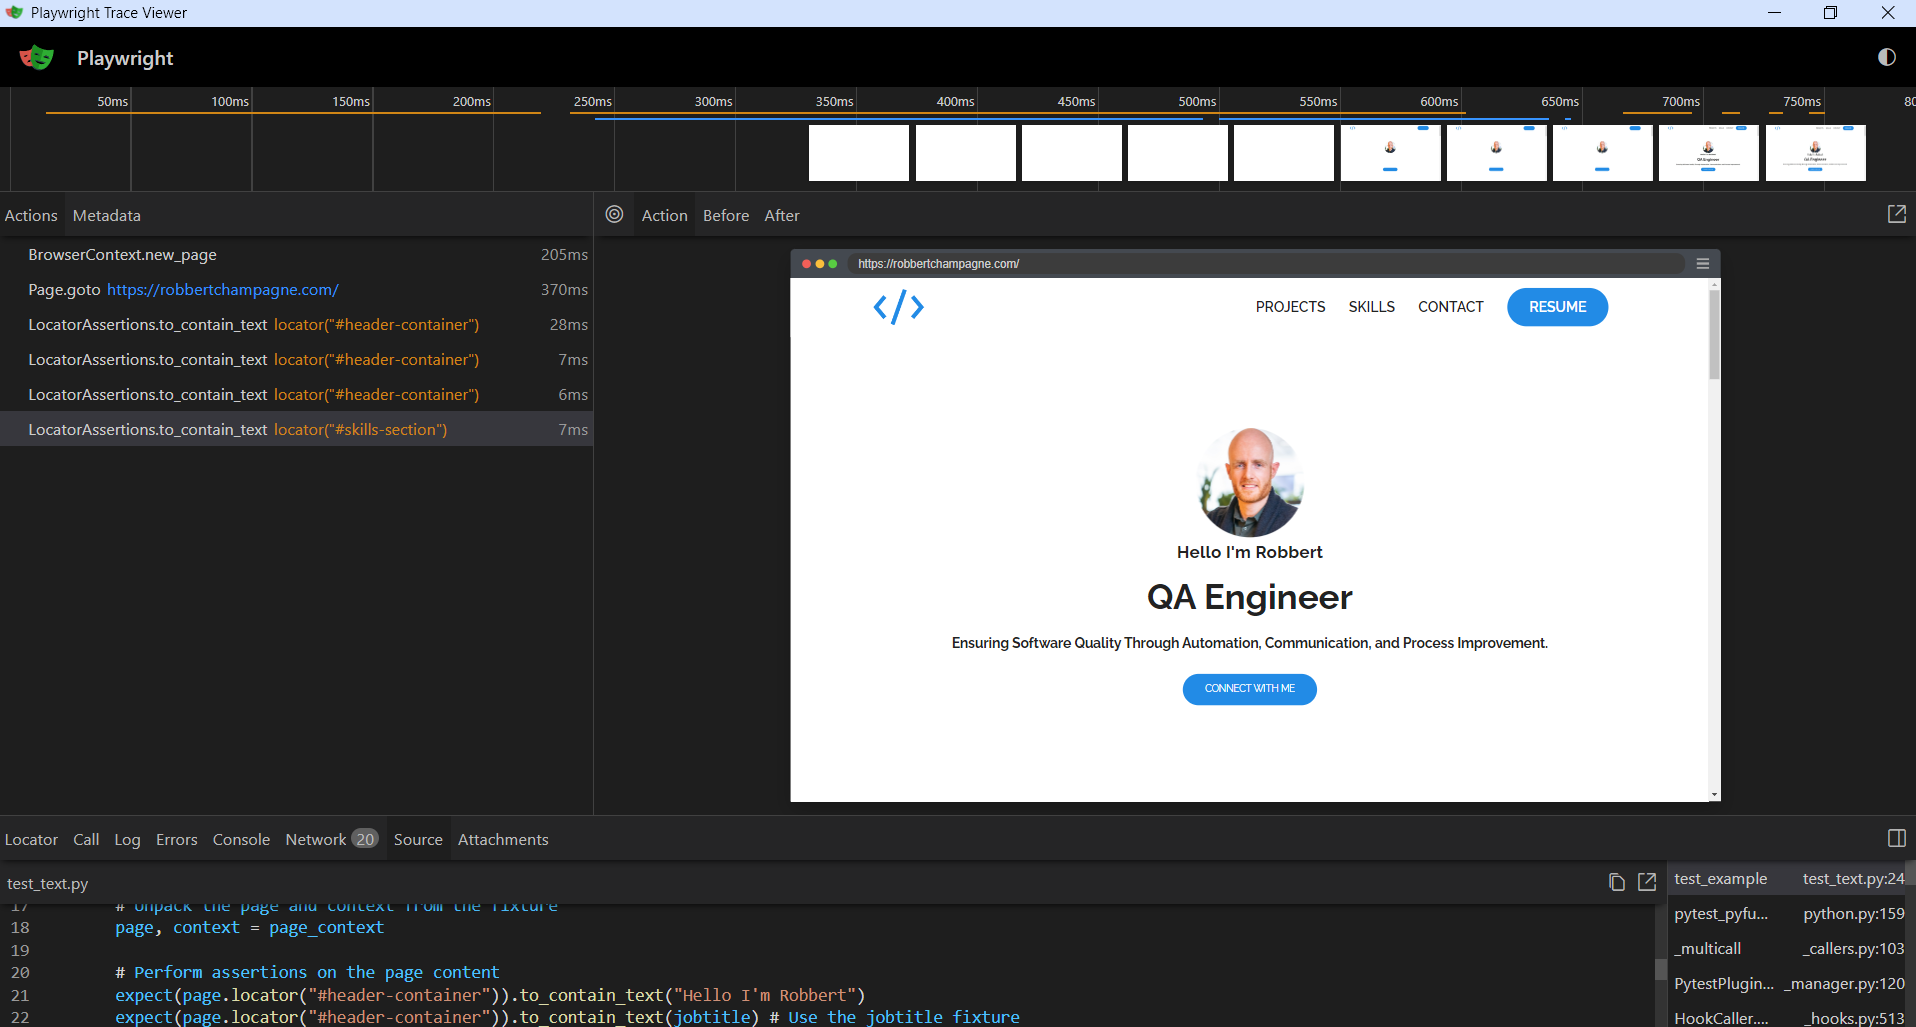 Playwright Trace Viewer
Playwright
50ms 100ms 150ms 200ms 250ms 300ms 350ms 400ms 450ms 500ms 550ms 600ms 650ms 700ms 750ms 80
Actions Metadata
BrowserContext.new_page 205ms
Page.goto https://robbertchampagne.com/ 370ms
LocatorAssertions.to_contain_text locator("#header-container") 28ms
LocatorAssertions.to_contain_text locator("#header-container") 7ms
LocatorAssertions.to_contain_text locator("#header-container") 6ms
LocatorAssertions.to_contain_text locator("#skills-section") 7ms
Action Before After
https://robbertchampagne.com/
</> PROJECTS SKILLS CONTACT RESUME
Hello I'm Robbert
QA Engineer
Ensuring Software Quality Through Automation, Communication, and Process Improvement.
CONNECT WITH ME
Locator Call Log Errors Console Network 20 Source Attachments
test_text.py
17 # Unpack the page and context from the fixture
18 page, context = page_context
19
20 # Perform assertions on the page content
21 expect(page.locator("#header-container")).to_contain_text("Hello I'm Robbert")
22 expect(page.locator("#header-container")).to_contain_text(jobtitle) # Use the jobtitle fixture
test_example test_text.py:24
pytest_pyfu... python.py:159
_multicall _callers.py:103
PytestPlugin... _manager.py:120
HookCaller.... _hooks.py:513